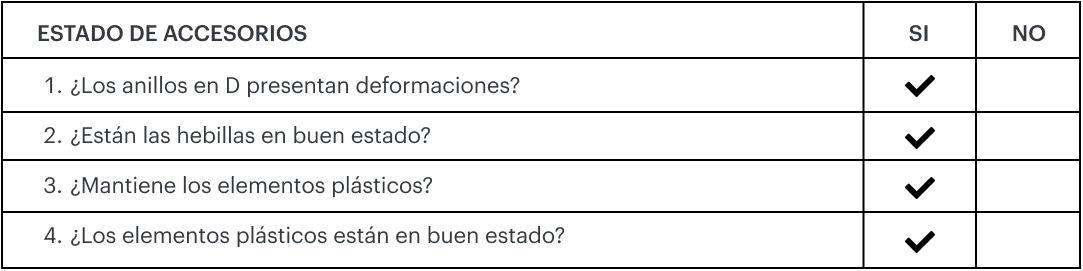 ESTADO DE ACCESORIOS SI NO
1. ¿Los anillos en D presentan deformaciones? ✓
2. ¿Están las hebillas en buen estado? ✓
3. ¿Mantiene los elementos plásticos? ✓
4. ¿Los elementos plásticos están en buen estado? ✓